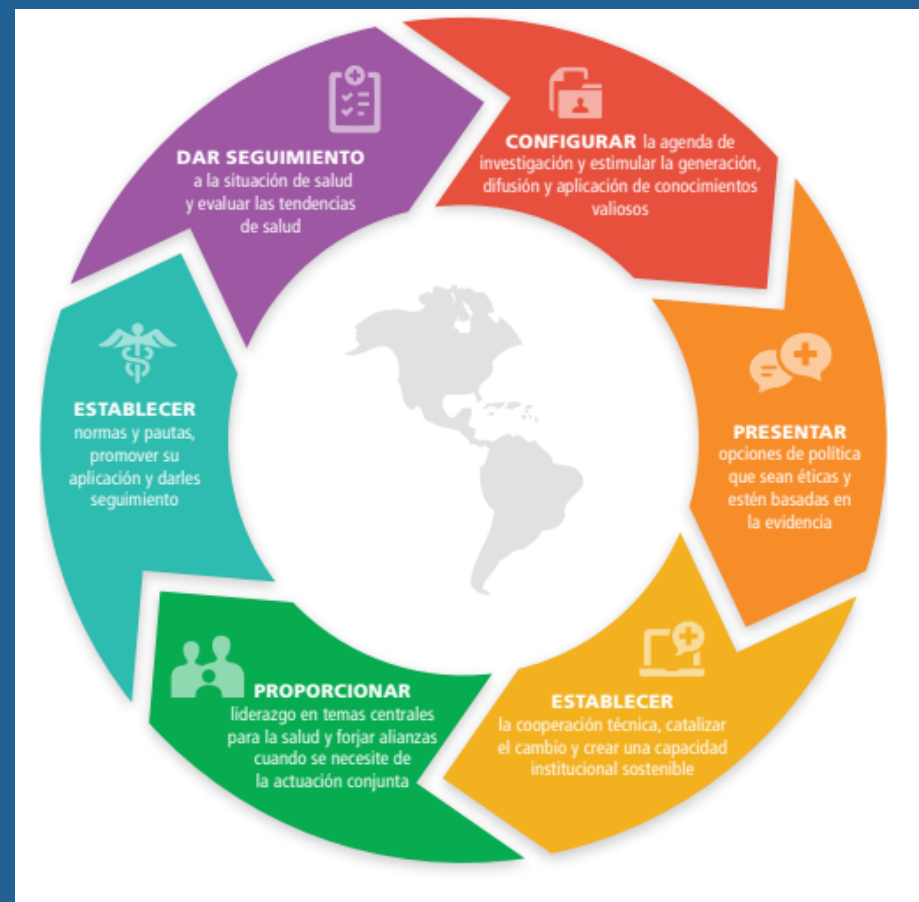 DAR SEGUIMIENTO
a la situación de salud
y evaluar las tendencias
de salud
CONFIGURAR la agenda de
investigación y estimular la generación,
difusión y aplicación de conocimientos
valiosos
PRESENTAR
opciones de política
que sean éticas y
estén basadas en
la evidencia
ESTABLECER
la cooperación técnica, catalizar
el cambio y crear una capacidad
institucional sostenible
PROPORCIONAR
liderazgo en temas centrales
para la salud y forjar alianzas
cuando se necesite de
la actuación conjunta
ESTABLECER
normas y pautas,
promover su
aplicación y darles
seguimiento